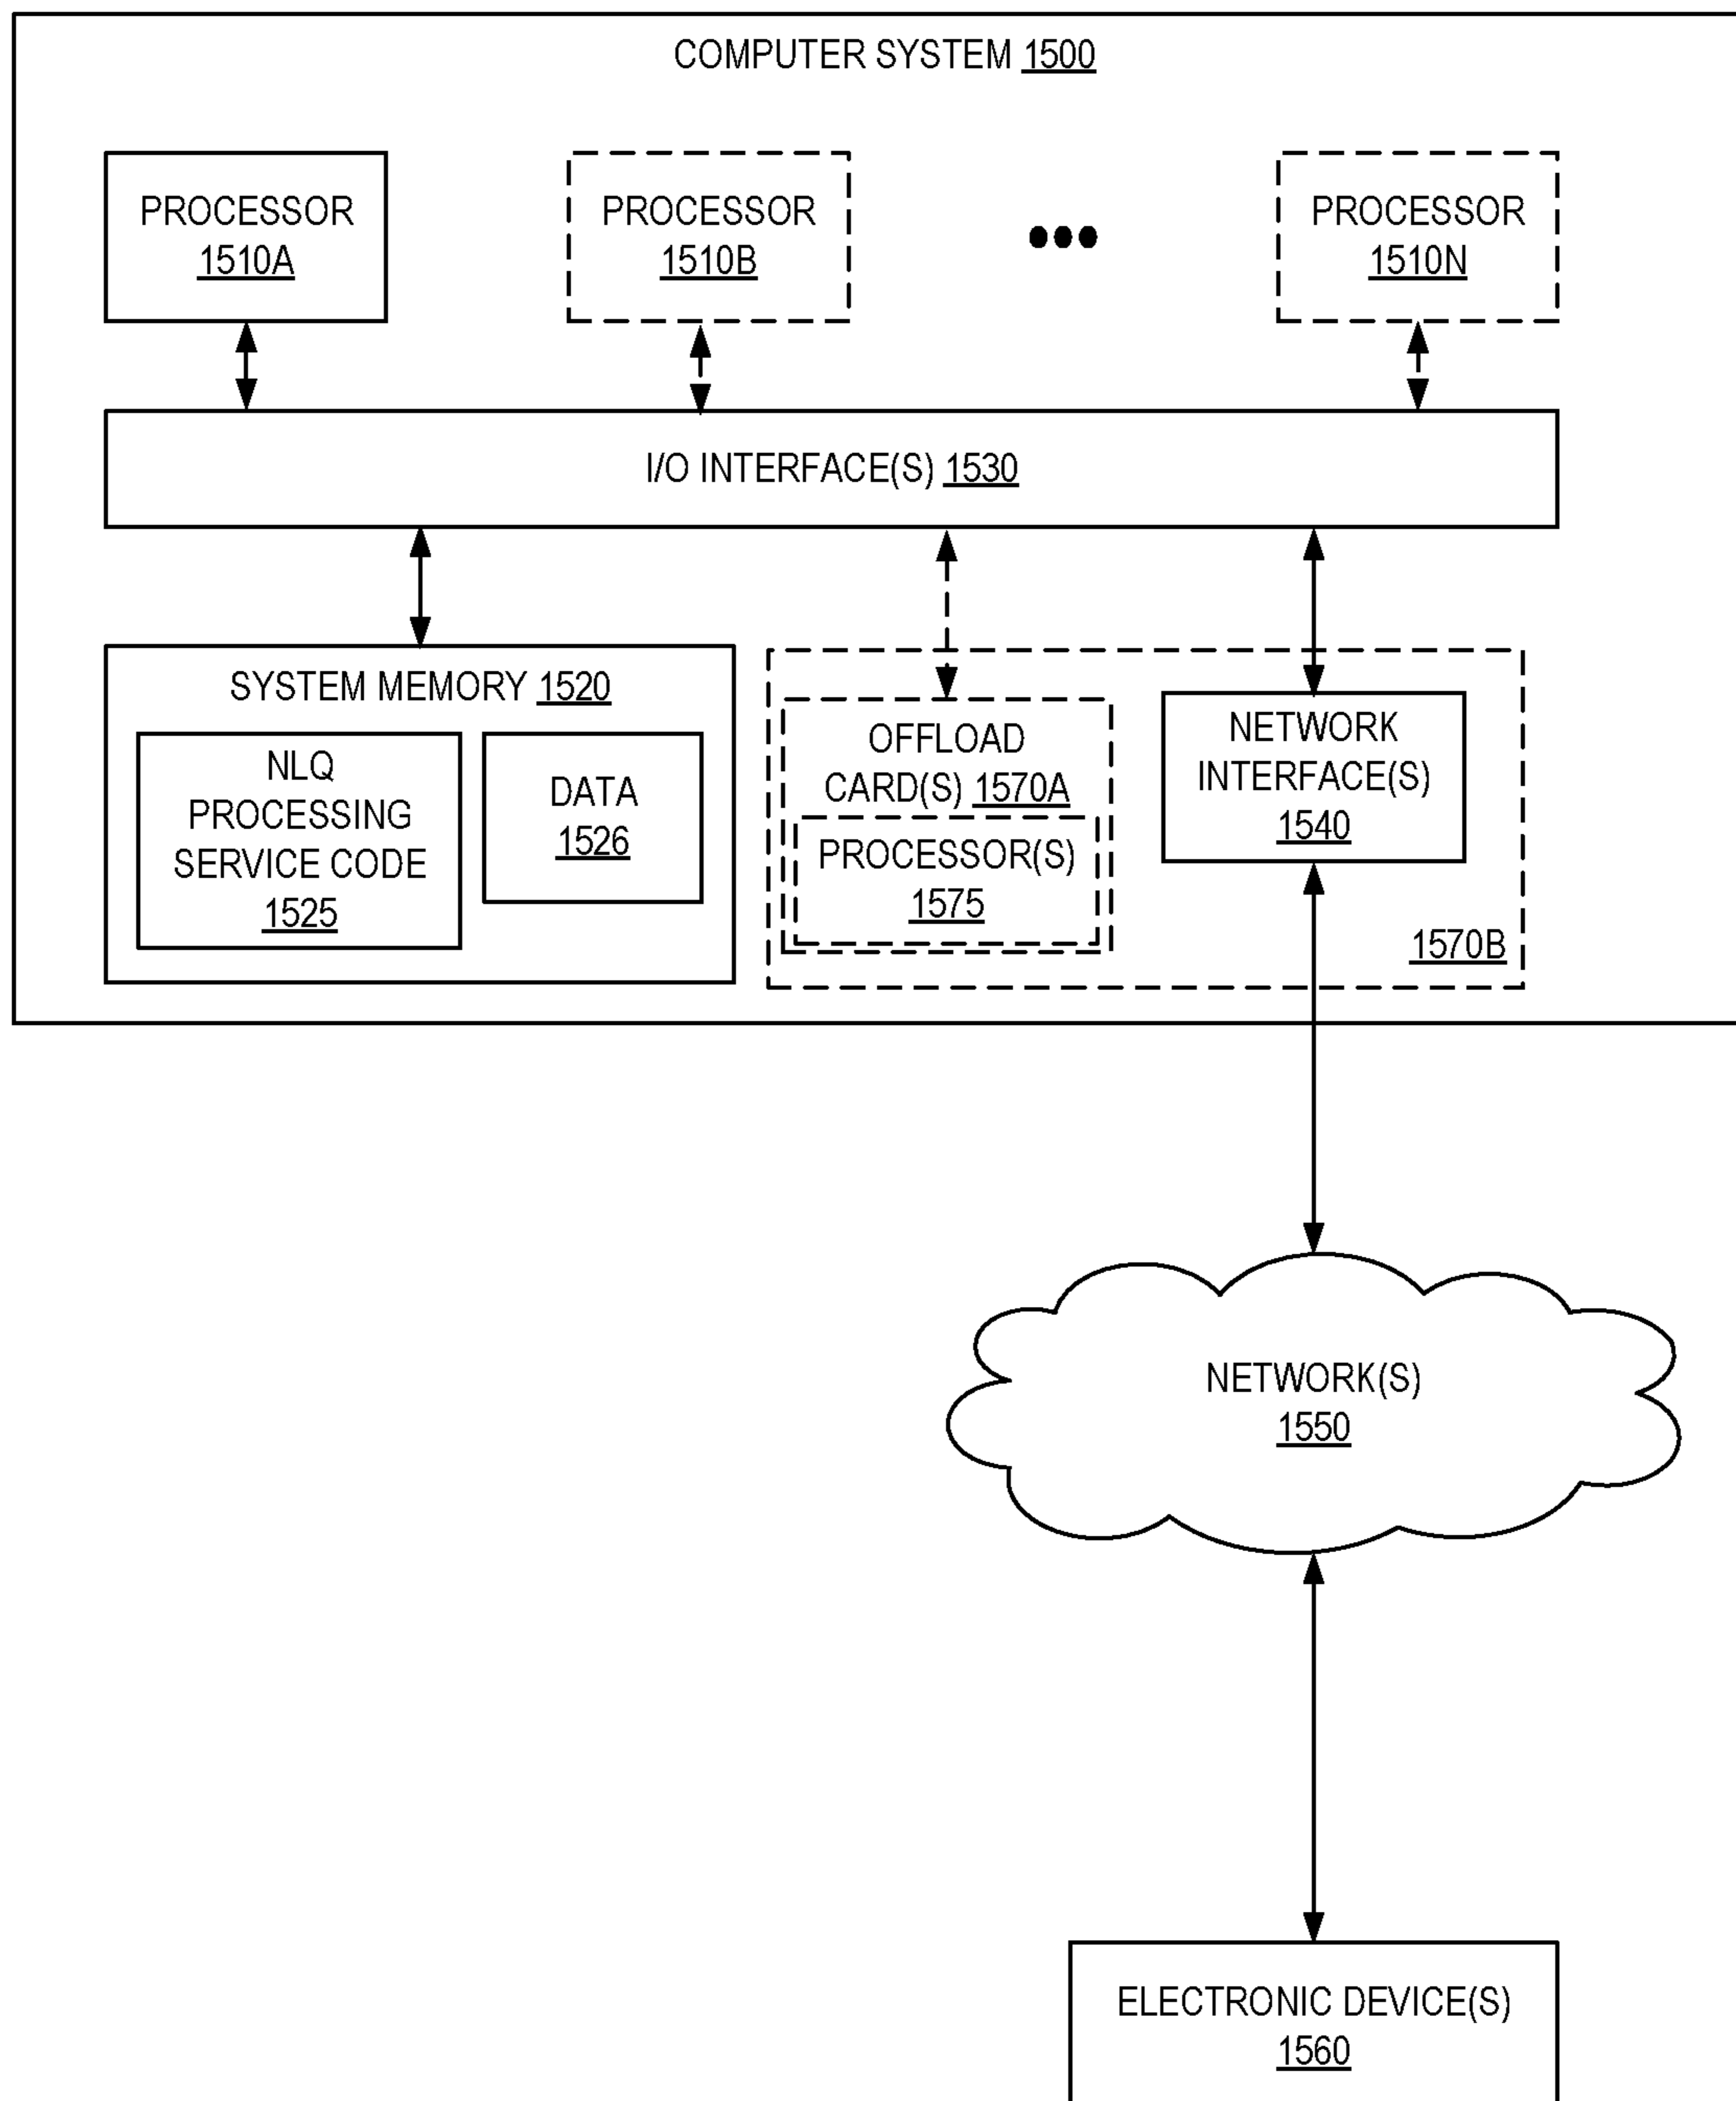 COMPUTER SYSTEM 1500
PROCESSOR
1510A
PROCESSOR
1510B
PROCESSOR
1510N
I/O INTERFACE(S) 1530
SYSTEM MEMORY 1520
NLQ
PROCESSING
SERVICE CODE
1525
DATA
1526
OFFLOAD
CARD(S) 1570A
PROCESSOR(S)
1575
NETWORK
INTERFACE(S)
1540
1570B
NETWORK(S)
1550
ELECTRONIC DEVICE(S)
1560